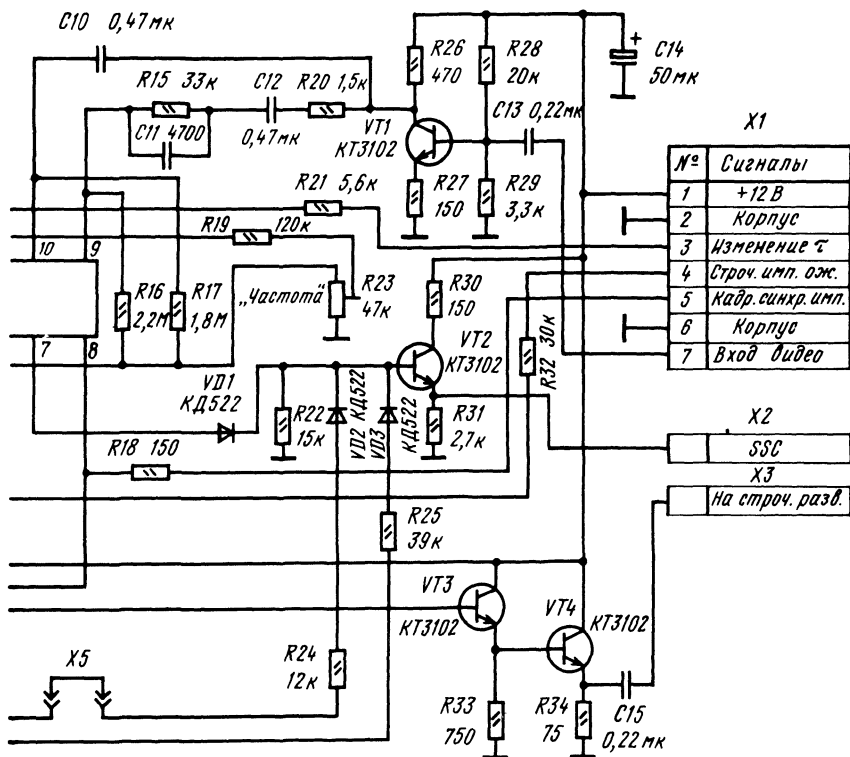 C10 0,47мк
R15 33к
C12
0,47мк
R20 1,5к
C11 4700
R26
470
R28
20к
+
C14
50мк
VT1
КТ3102
C13 0,22мк
R27
150
R29
3,3к
R21 5,6к
R19 120к
X1
№ Сигналы
1 +12В
2 Корпус
3 Изменение τ
4 Строч. имп. ож.
5 Кадр. синхр. имп.
6 Корпус
7 Вход видео
10 9
7 8
R16
2,2М
R17
1,8М
„Частота“
R23
47к
R30
150
VT2
КТ3102
R32 30к
VD1
КД522
R22
15к
VD2 КД522
VD3
КД522
R31
2,7к
X2
SSC
X3
На строч. разв.
R18 150
R25
39к
VT3
КТ3102
VT4
КТ3102
X5
R24
12к
R33
750
R34
75
C15
0,22мк